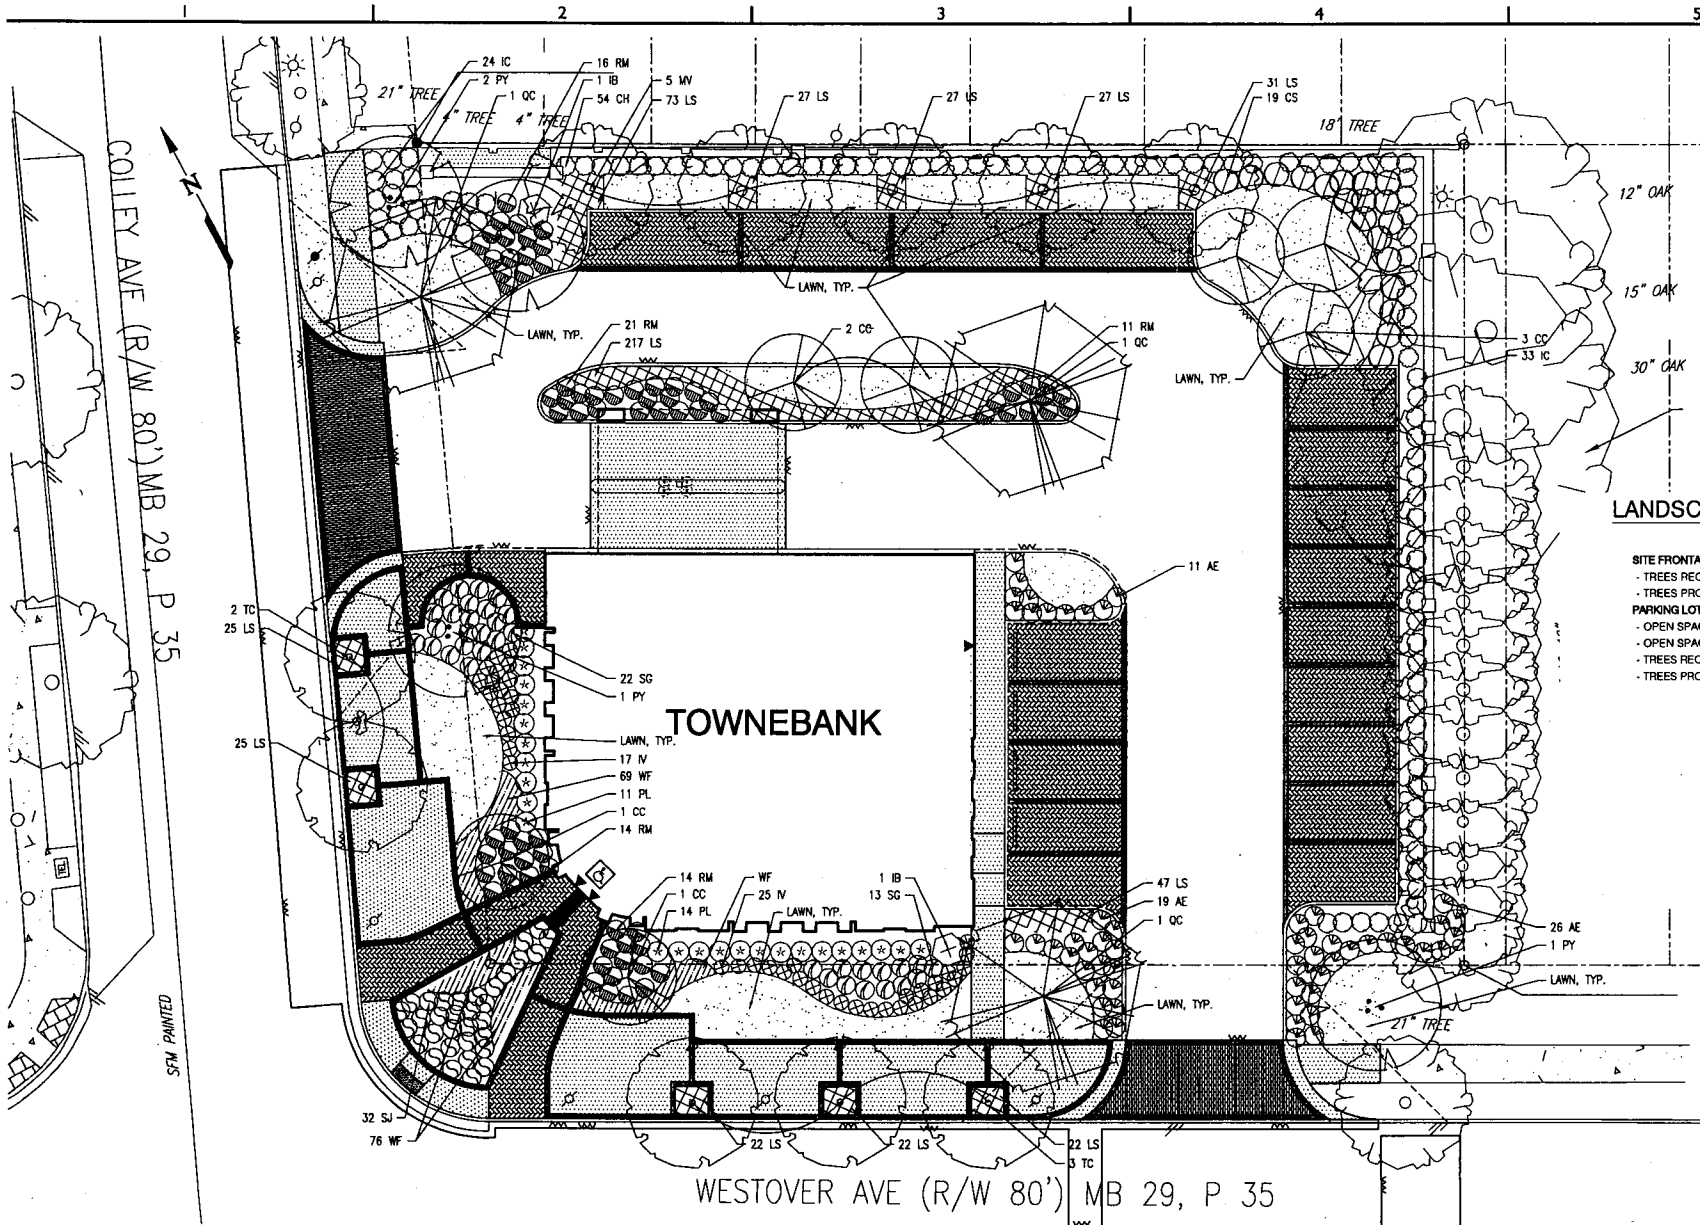 2
3
4
5
24 IC
2 PY
1 QC
21" TREE
4" TREE
4" TREE
16 RM
1 IB
54 CH
5 MV
73 LS
27 LS
27 LS
27 LS
31 LS
19 CS
18" TREE
12" OAK
15" OAK
30" OAK
COLLEY AVE (R/W 80') MB 29, P 35
N
LAWN, TYP.
LAWN, TYP.
21 RM
217 LS
2 CC
11 RM
1 QC
LAWN, TYP.
3 CC
33 IC
LANDSC
SITE FRONTA
- TREES REC
- TREES PRO
PARKING LOT
- OPEN SPA
- OPEN SPA
- TREES REC
- TREES PRO
11 AE
2 TC
25 LS
22 SG
1 PY
TOWNEBANK
25 LS
LAWN, TYP.
17 IV
69 WF
11 PL
1 CC
14 RM
14 RM
1 CC
14 PL
WF
25 IV
LAWN, TYP.
1 IB
13 SG
47 LS
19 AE
1 QC
26 AE
1 PY
LAWN, TYP.
LAWN, TYP.
21" TREE
SFM PAINTED
32 SJ
76 WF
22 LS
22 LS
22 LS
3 TC
WESTOVER AVE (R/W 80') MB 29, P 35